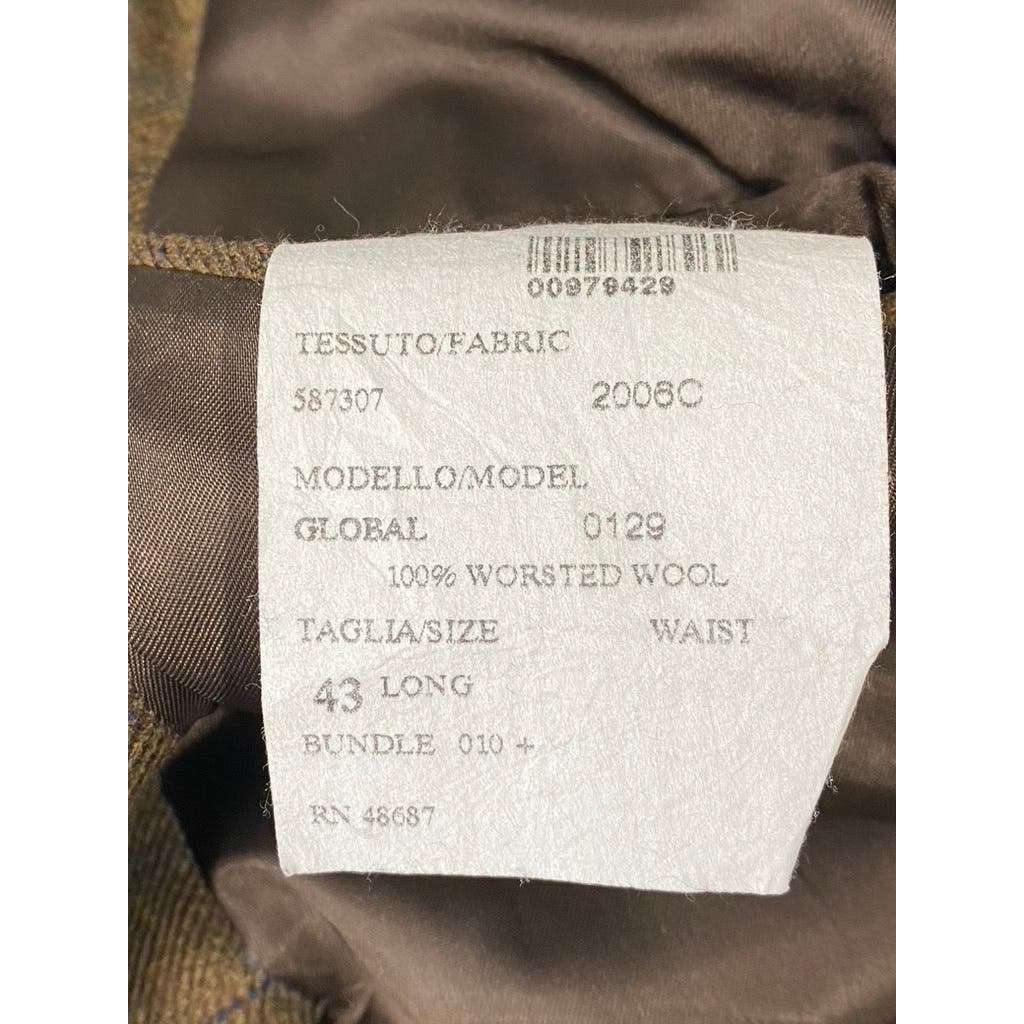 00979429
TESSUTO/FABRIC
587307 2006C
MODELLO/MODEL
GLOBAL 0129
100% WORSTED WOOL
TAGLIA/SIZE WAIST
43 LONG
BUNDLE 010 +
RN 48687